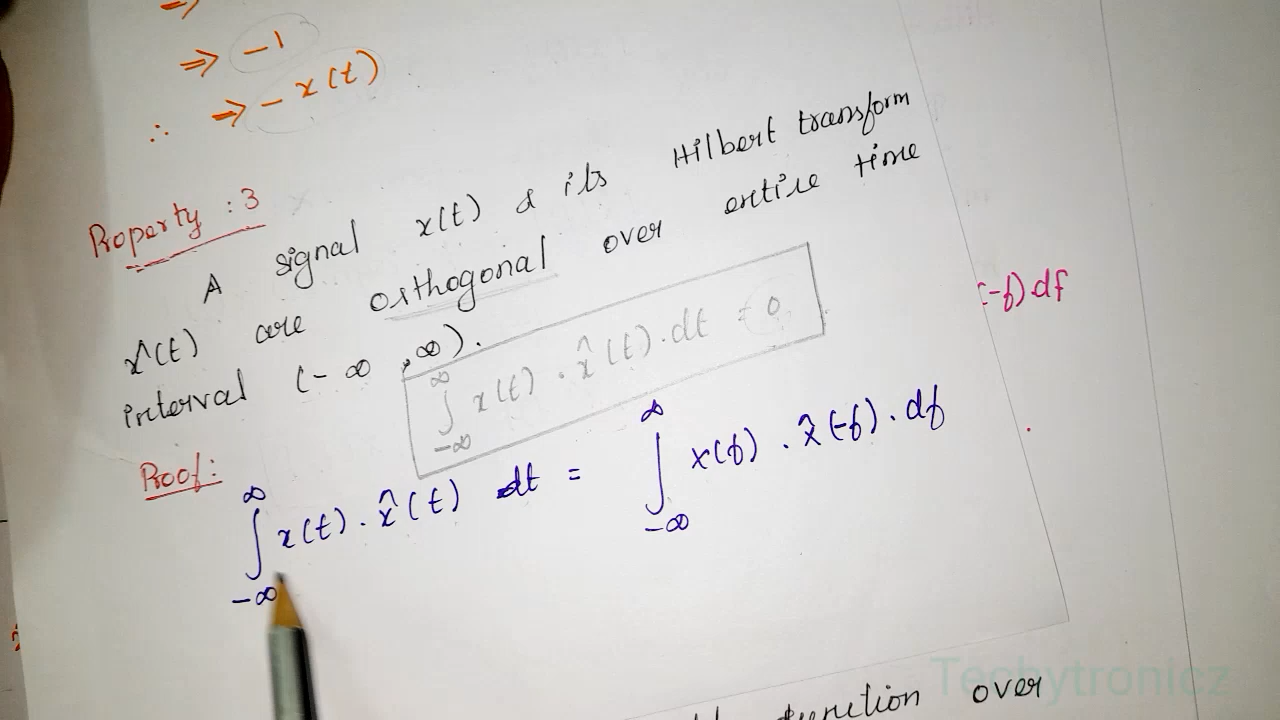 ⇒ -1
∴ ⇒ - x(t)
Property : 3
A signal x(t) & its Hilbert transform
x̂(t) are orthogonal over entire time
interval (-∞, ∞).
∫_{-∞}^{∞} x(t) . x̂(t) . dt = 0
(-f) df
Proof:
∫_{-∞}^{∞} x(t) . x̂(t) dt = ∫_{-∞}^{∞} x(f) . x̂(-f) . df
Techytronicz
function over